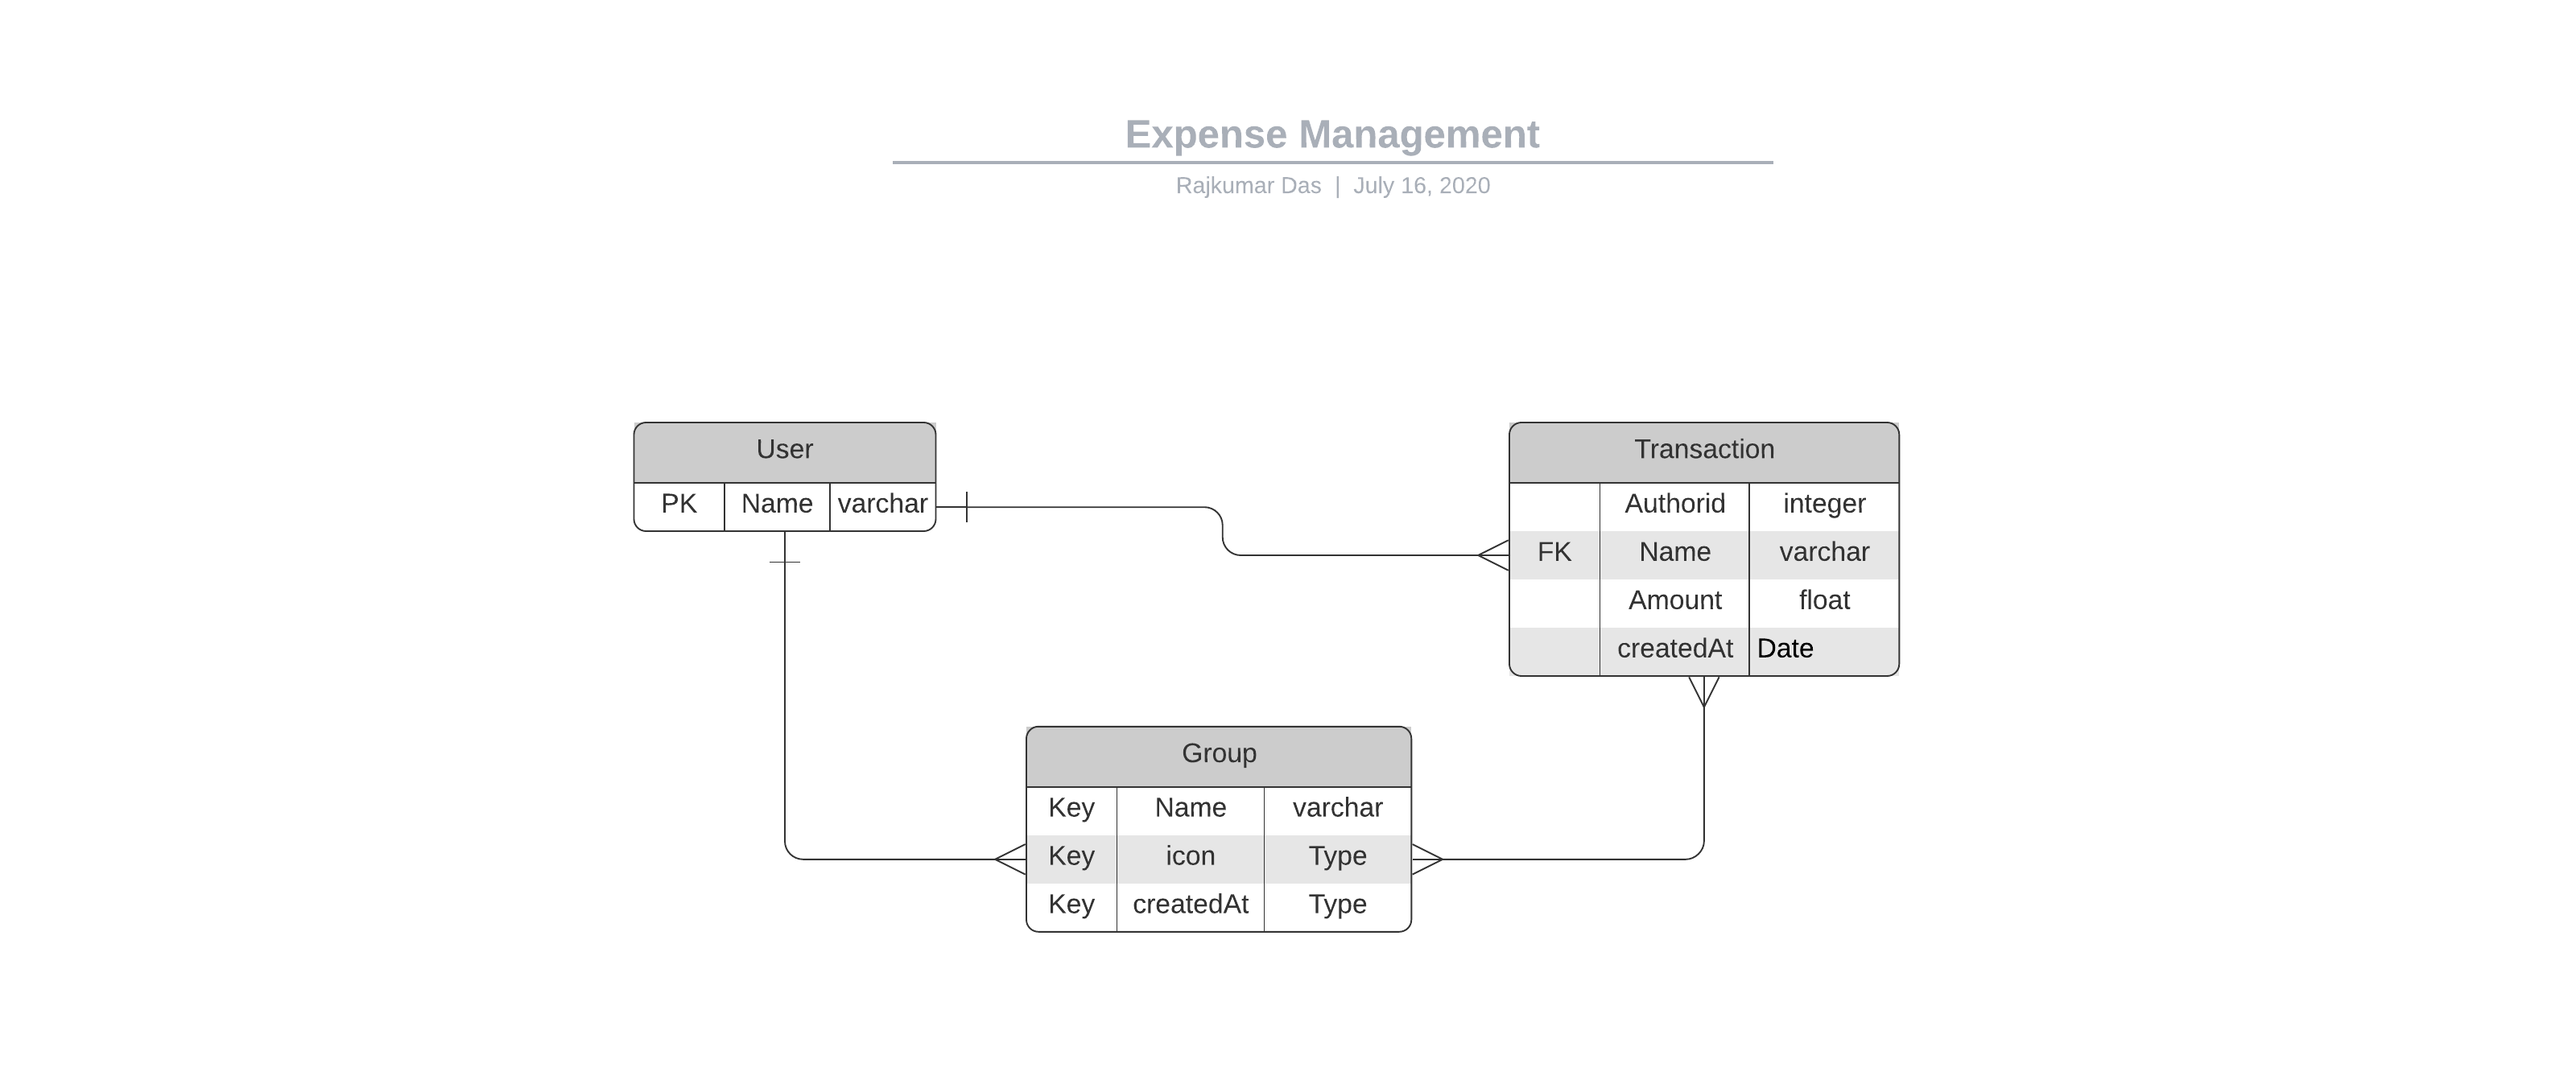 Expense Management
Rajkumar Das | July 16, 2020
User
PK Name varchar
Transaction
Authorid integer
FK Name varchar
Amount float
createdAt Date
Group
Key Name varchar
Key icon Type
Key createdAt Type